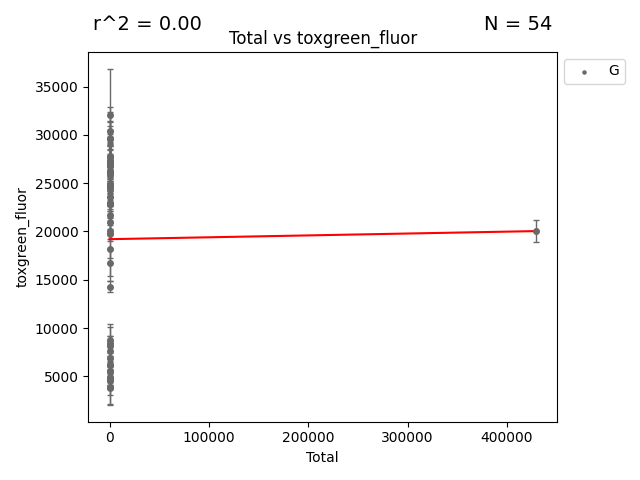 r^2 = 0.00
N = 54
Total vs toxgreen_fluor
G
toxgreen_fluor
35000
30000
25000
20000
15000
10000
5000
0
100000
200000
300000
400000
Total